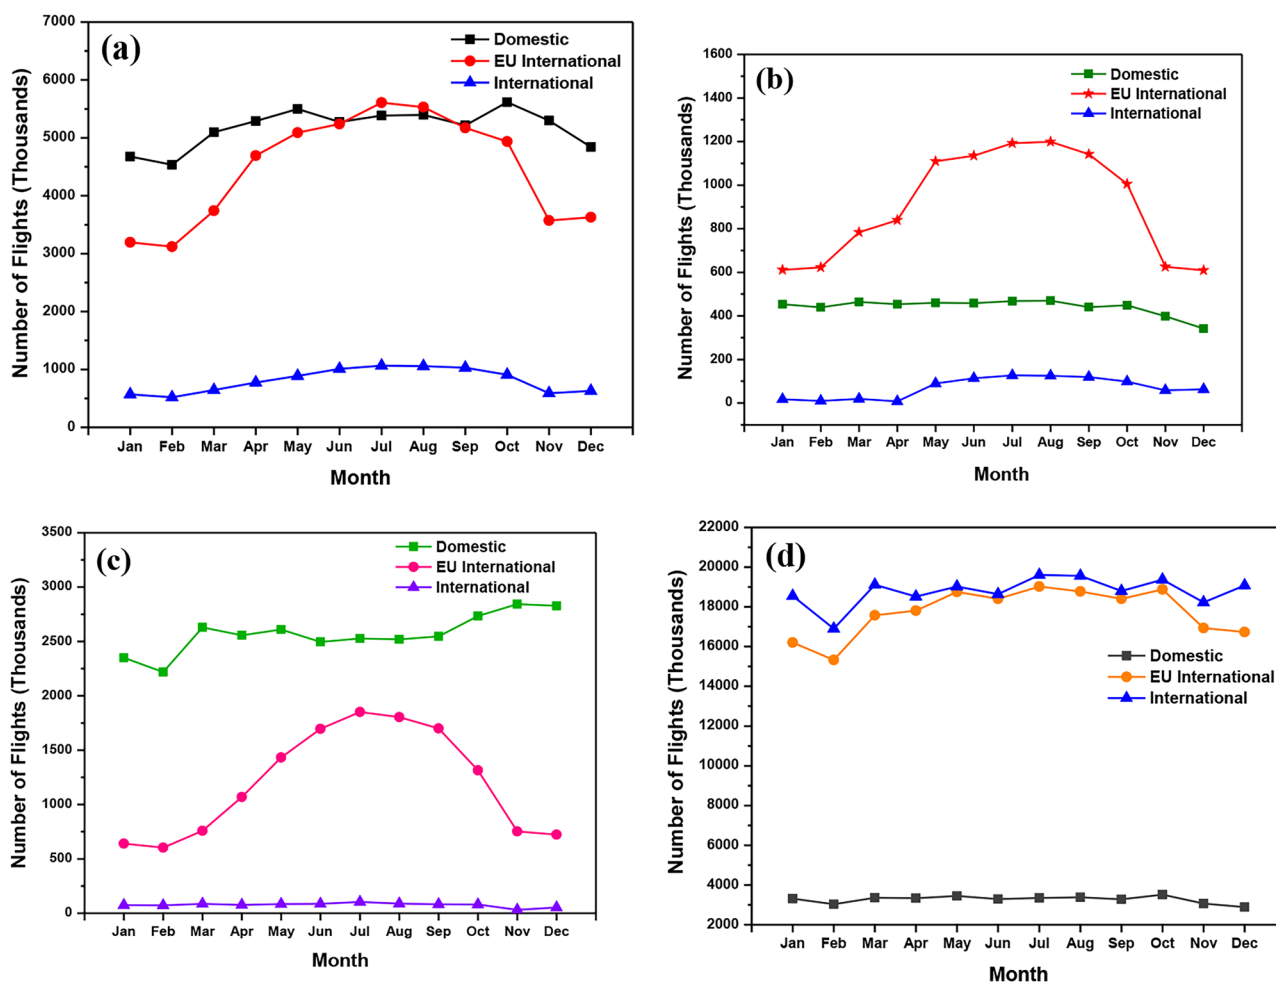 (a)
Domestic
EU International
International
7000
6000
5000
4000
3000
2000
1000
0
Number of Flights (Thousands)
Jan Feb Mar Apr May Jun Jul Aug Sep Oct Nov Dec
Month
(b)
Domestic
EU International
International
1600
1400
1200
1000
800
600
400
200
0
Number of Flights (Thousands)
Jan Feb Mar Apr May Jun Jul Aug Sep Oct Nov Dec
Month
(c)
Domestic
EU International
International
3500
3000
2500
2000
1500
1000
500
0
Number of Flights (Thousands)
Jan Feb Mar Apr May Jun Jul Aug Sep Oct Nov Dec
Month
(d)
Domestic
EU International
International
22000
20000
18000
16000
14000
12000
10000
8000
6000
4000
2000
Number of Flights (Thousands)
Jan Feb Mar Apr May Jun Jul Aug Sep Oct Nov Dec
Month